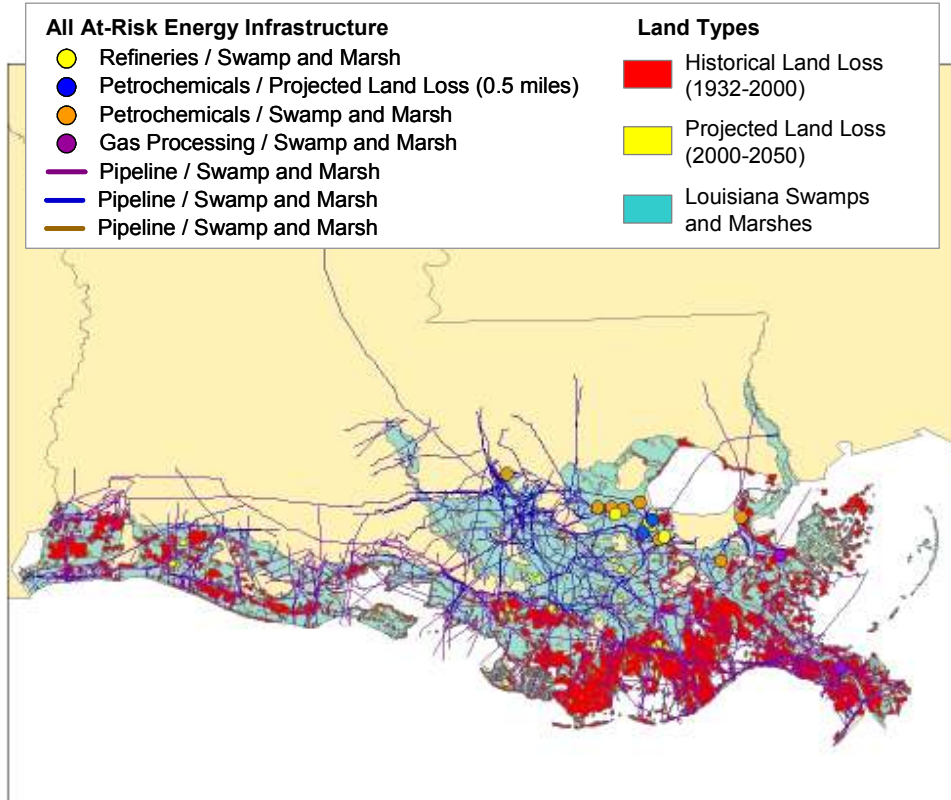 All At-Risk Energy Infrastructure
Refineries / Swamp and Marsh
Petrochemicals / Projected Land Loss (0.5 miles)
Petrochemicals / Swamp and Marsh
Gas Processing / Swamp and Marsh
Pipeline / Swamp and Marsh
Pipeline / Swamp and Marsh
Pipeline / Swamp and Marsh
Land Types
Historical Land Loss
(1932-2000)
Projected Land Loss
(2000-2050)
Louisiana Swamps
and Marshes